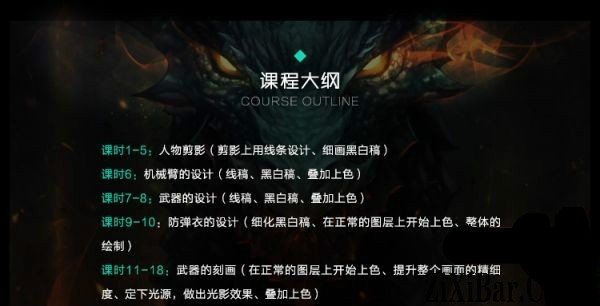 课程大纲
COURSE OUTLINE
课时1-5：人物剪影（剪影上用线条设计、细画黑白稿）
课时6：机械臂的设计（线稿、黑白稿、叠加上色）
课时7-8：武器的设计（线稿、黑白稿、叠加上色）
课时9-10：防弹衣的设计（细化黑白稿、在正常的图层上开始上色、整体的
绘制）
课时11-18：武器的刻画（在正常的图层上开始上色、提升整个画面的精细
度、定下光源，做出光影效果、叠加上色）